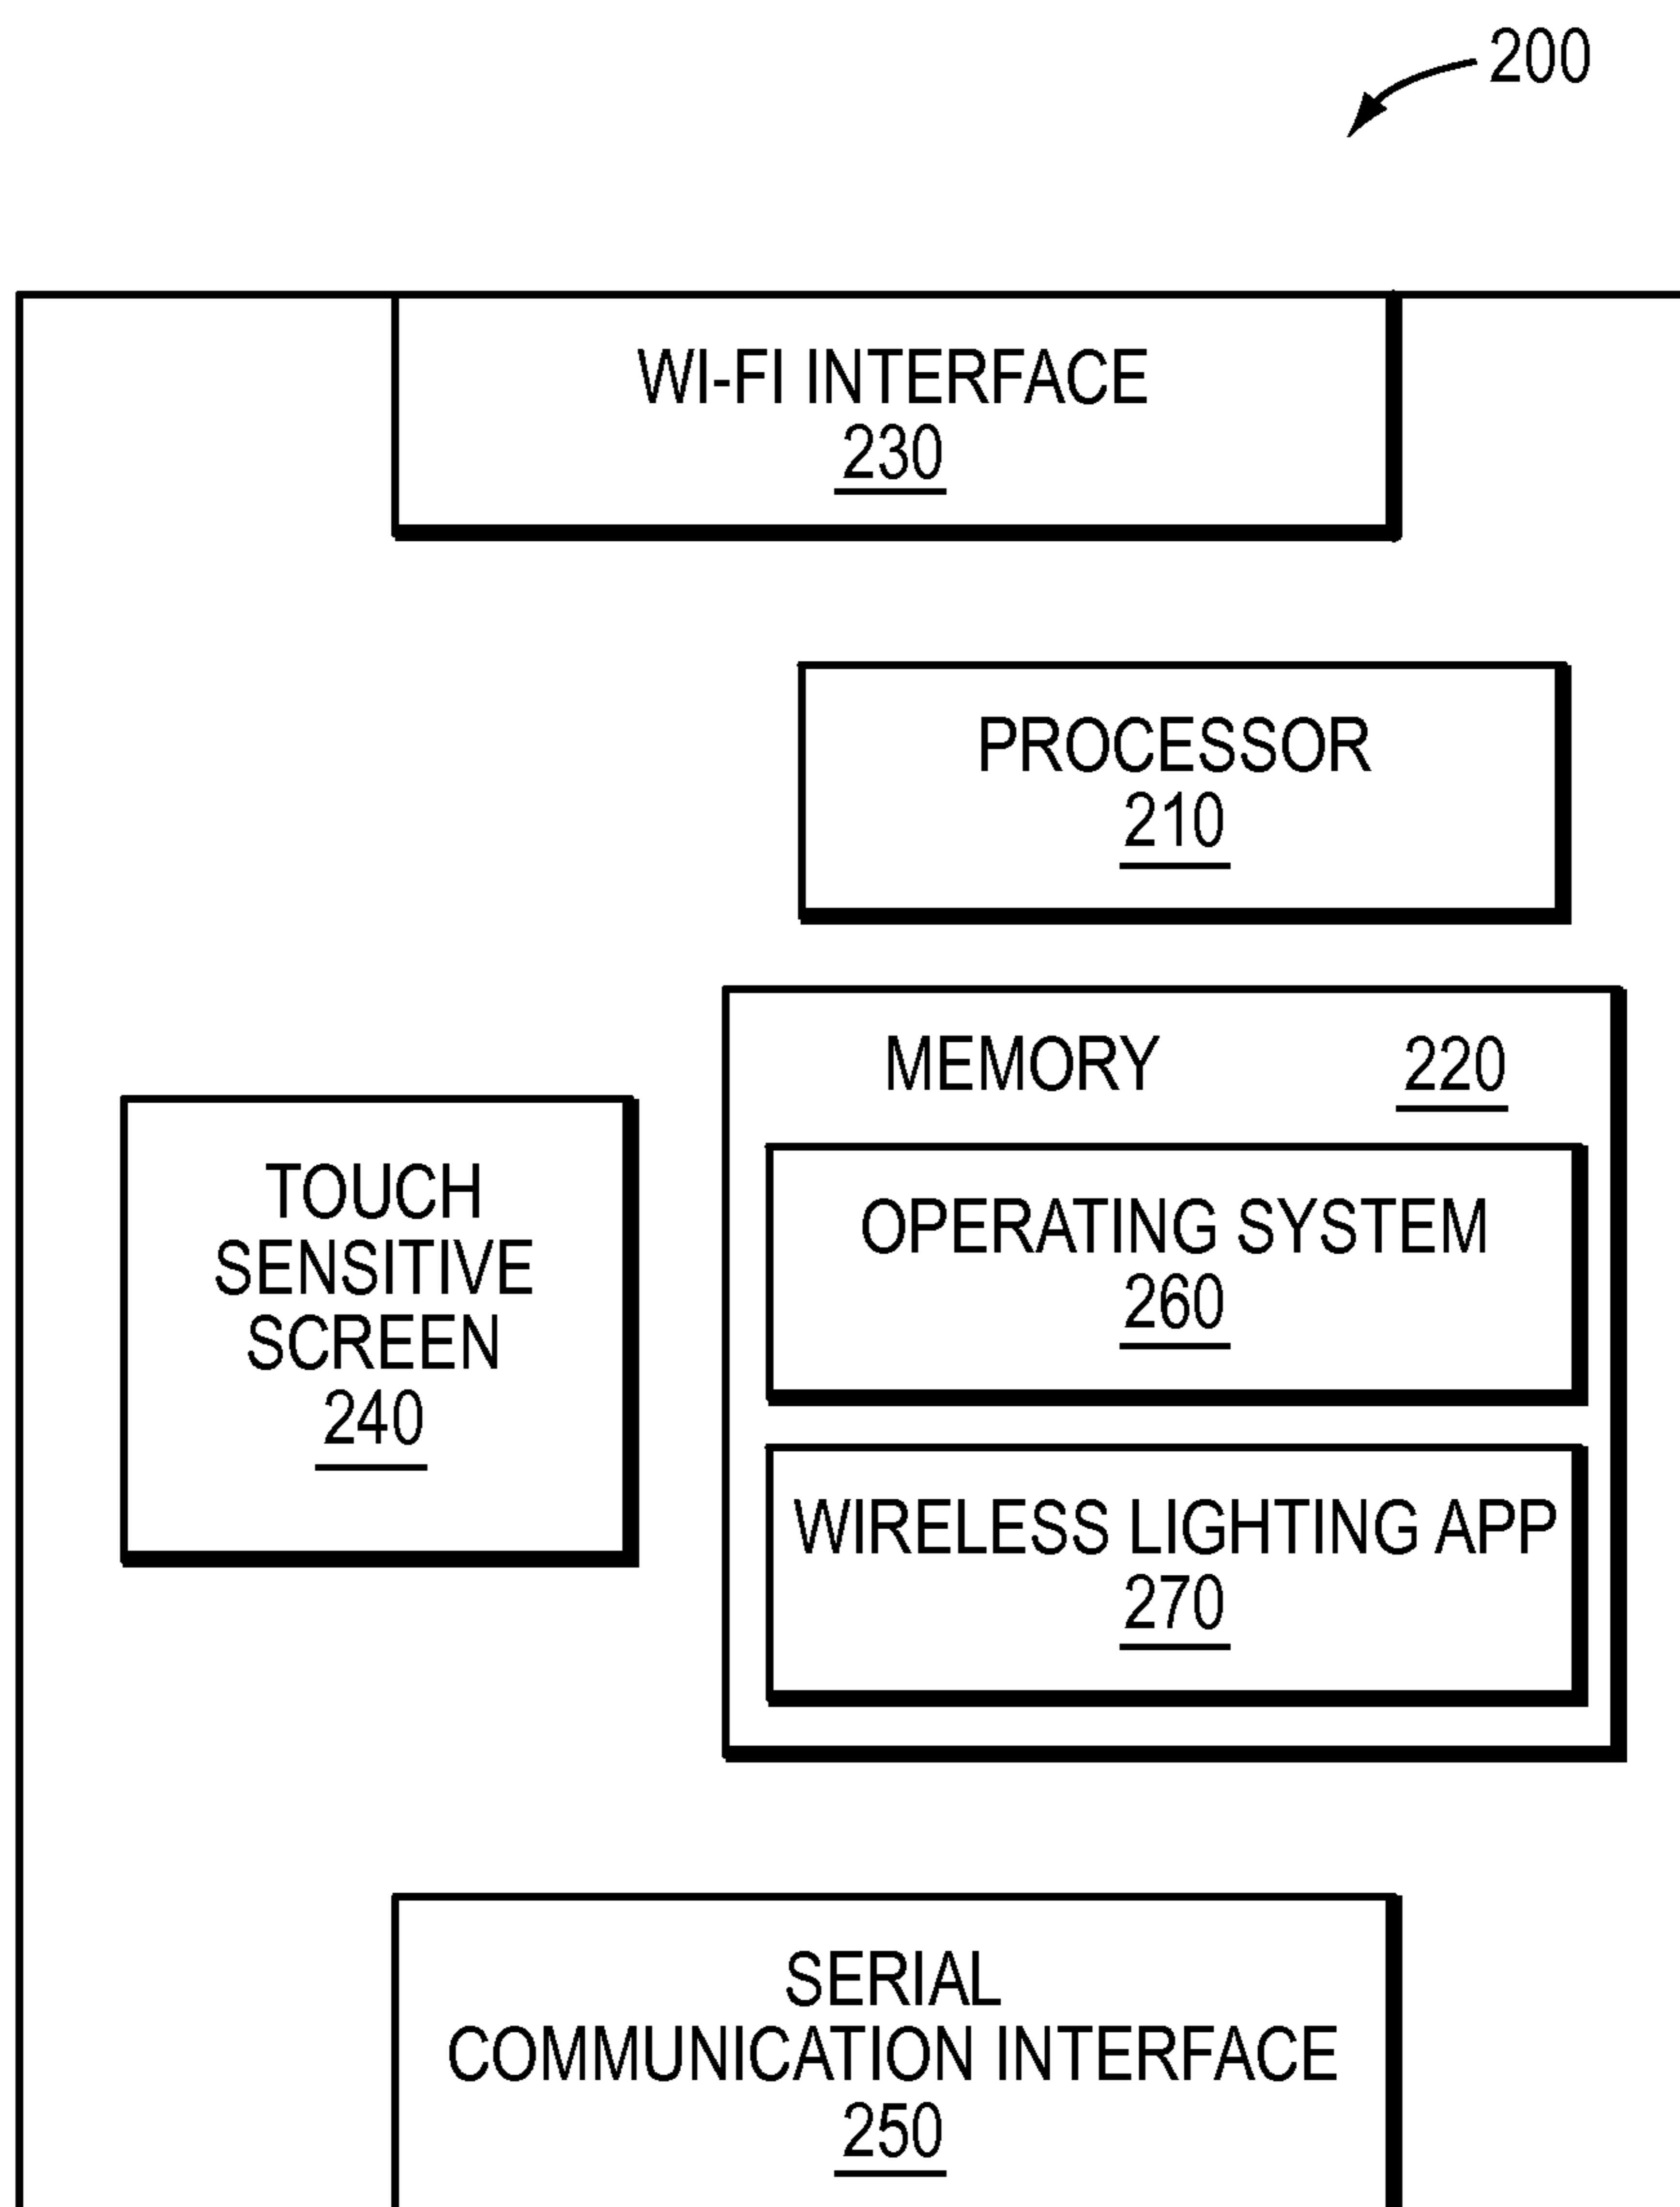 200
WI-FI INTERFACE
230
PROCESSOR
210
MEMORY 220
TOUCH
SENSITIVE
SCREEN
240
OPERATING SYSTEM
260
WIRELESS LIGHTING APP
270
SERIAL
COMMUNICATION INTERFACE
250